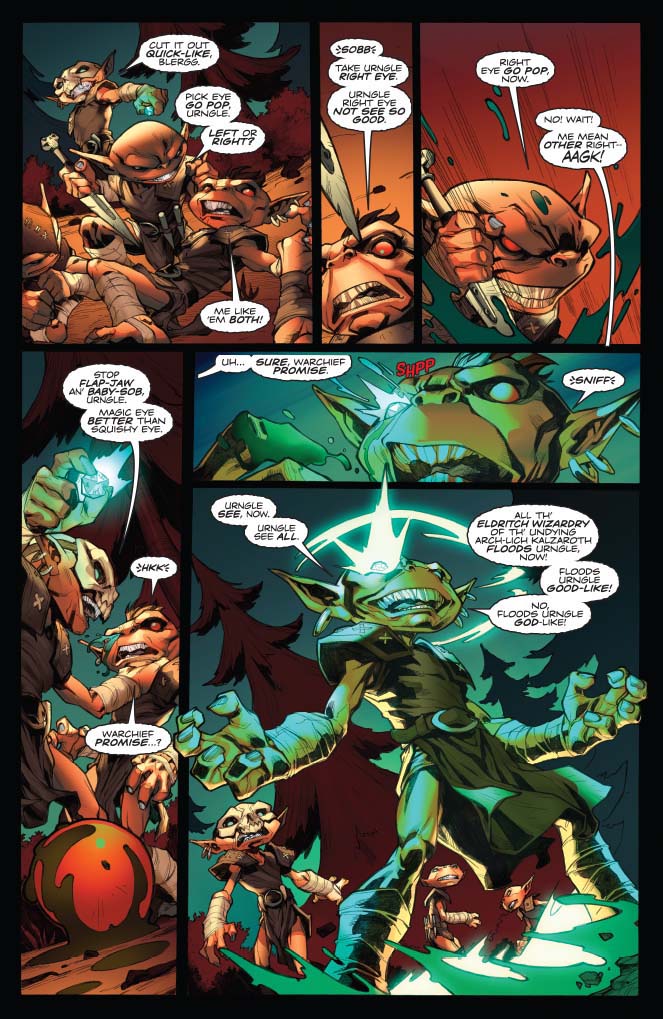 CUT IT OUT
QUICK-LIKE,
BLERGG.
PICK EYE
GO POP,
URNGLE.
LEFT OR
RIGHT?
ME LIKE
'EM BOTH!
SOBB
TAKE URNGLE
RIGHT EYE.
URNGLE
RIGHT EYE
NOT SEE SO
GOOD.
RIGHT
EYE GO POP,
NOW.
NO! WAIT!
ME MEAN
OTHER RIGHT--
AAGK!
STOP
FLAP-JAW
AN' BABY-SOB,
URNGLE.
MAGIC EYE
BETTER THAN
SQUISHY EYE.
HKK
WARCHIEF
PROMISE...?
UH... SURE, WARCHIEF
PROMISE.
SHPP
SNIFF
URNGLE
SEE, NOW.
URNGLE
SEE ALL.
ALL TH'
ELDRITCH WIZARDRY
OF TH' UNDYING
ARCH-LICH KALZAROTH
FLOODS URNGLE,
NOW!
FLOODS
URNGLE
GOOD-LIKE!
NO,
FLOODS URNGLE
GOD-LIKE!